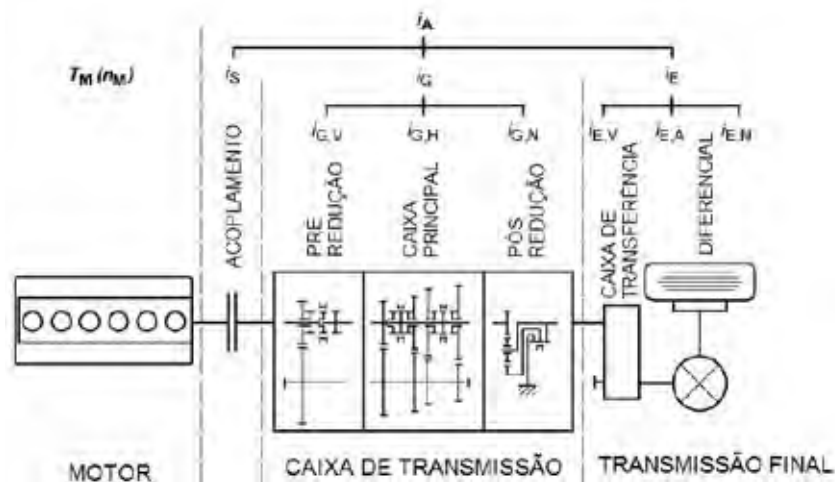 i_A
T_M (n_M)
i_S
i_G
i_E
i_G,V
i_G,H
i_G,N
i_E,V
i_E,A
i_E,N
ACOPLAMENTO
PRÉ
REDUÇÃO
CAIXA
PRINCIPAL
PÓS
REDUÇÃO
CAIXA DE
TRANSFERÊNCIA
DIFERENCIAL
MOTOR
CAIXA DE TRANSMISSÃO
TRANSMISSÃO FINAL